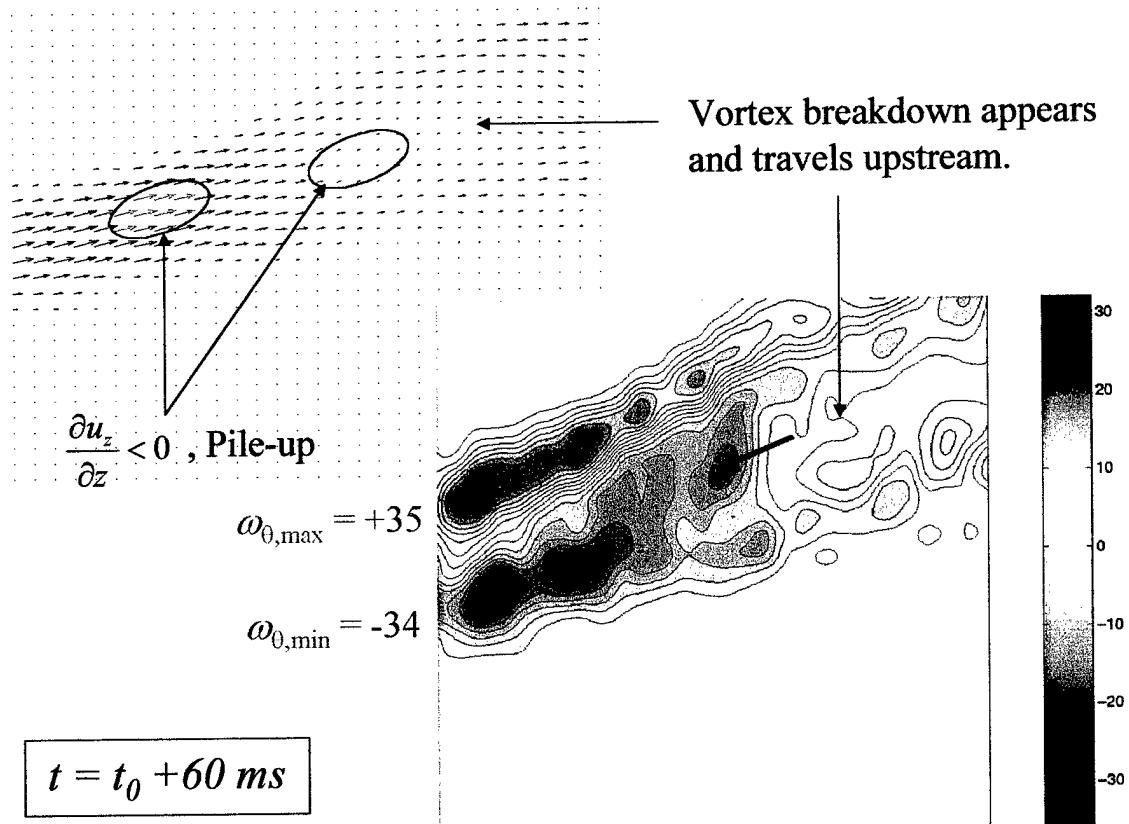 Vortex breakdown appears
and travels upstream.
∂u_z/∂z < 0 , Pile-up
ω_θ,max = +35
ω_θ,min = -34
30
20
10
0
-10
-20
-30
t = t_0 +60 ms